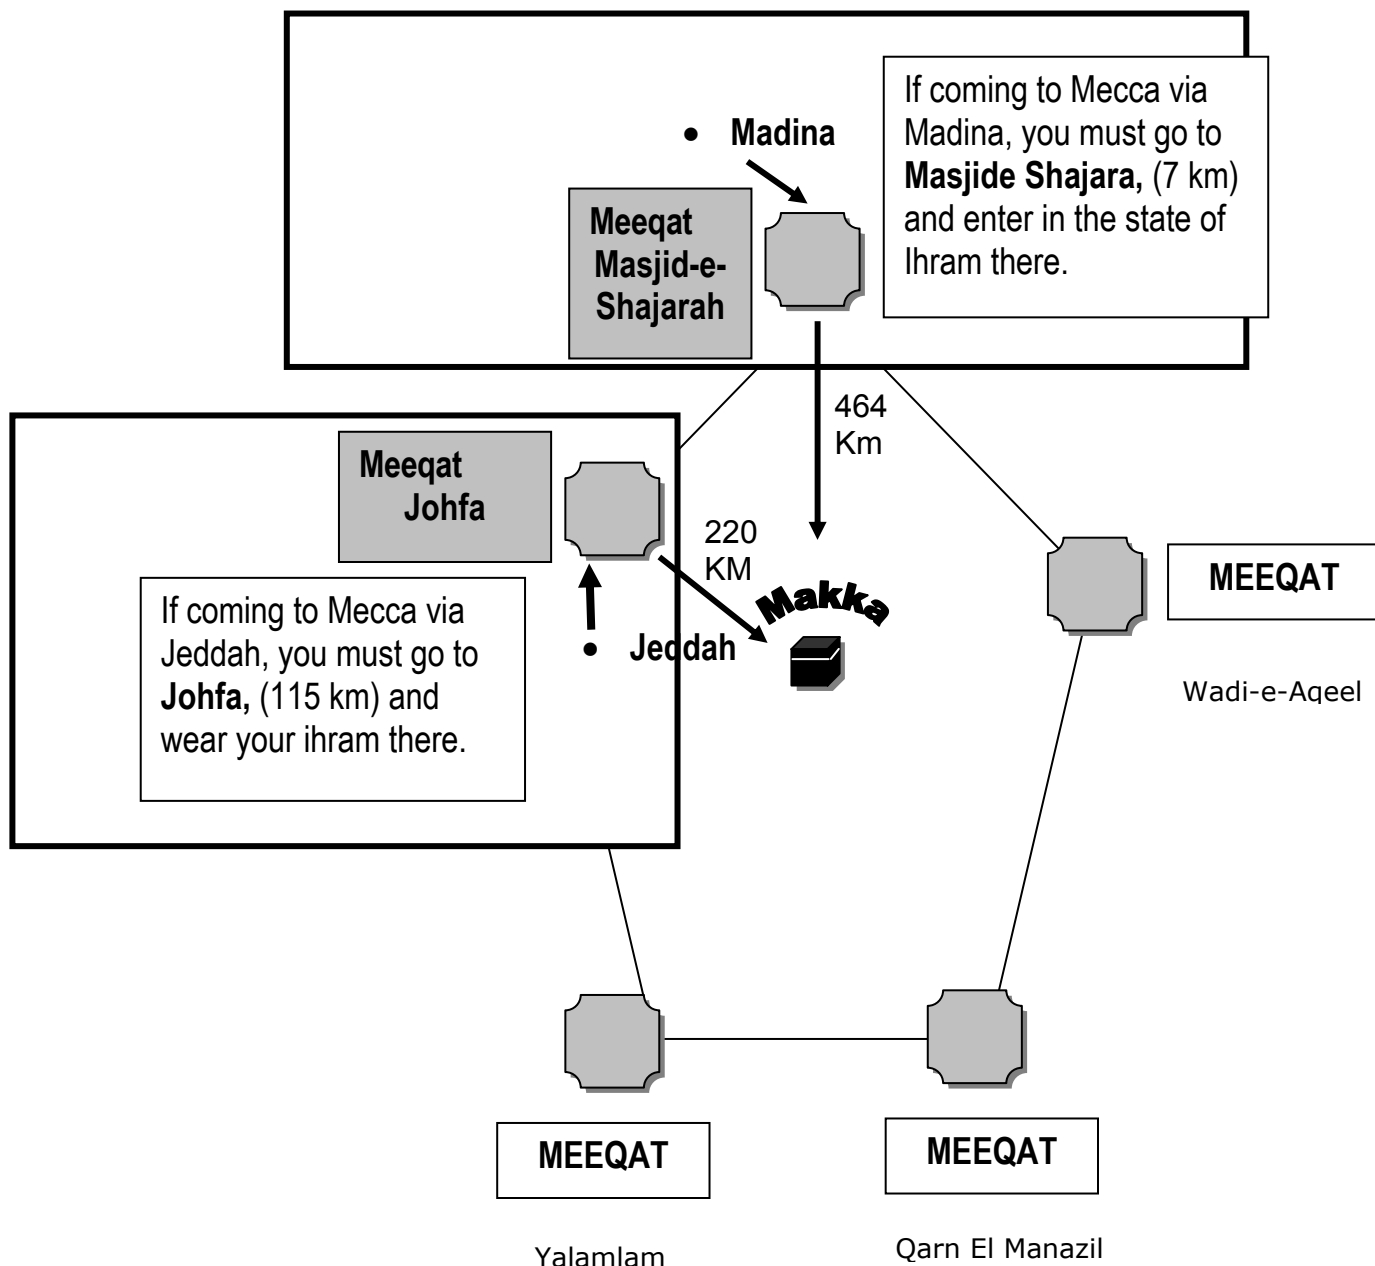 If coming to Mecca via
Madina, you must go to
Masjide Shajara, (7 km)
and enter in the state of
Ihram there.
• Madina
Meeqat
Masjid-e-
Shajarah
464
Km
Meeqat
Johfa
220
KM
Makka
MEEQAT
Wadi-e-Aqeel
If coming to Mecca via
Jeddah, you must go to
Johfa, (115 km) and
wear your ihram there.
• Jeddah
MEEQAT
Yalamlam
MEEQAT
Qarn El Manazil